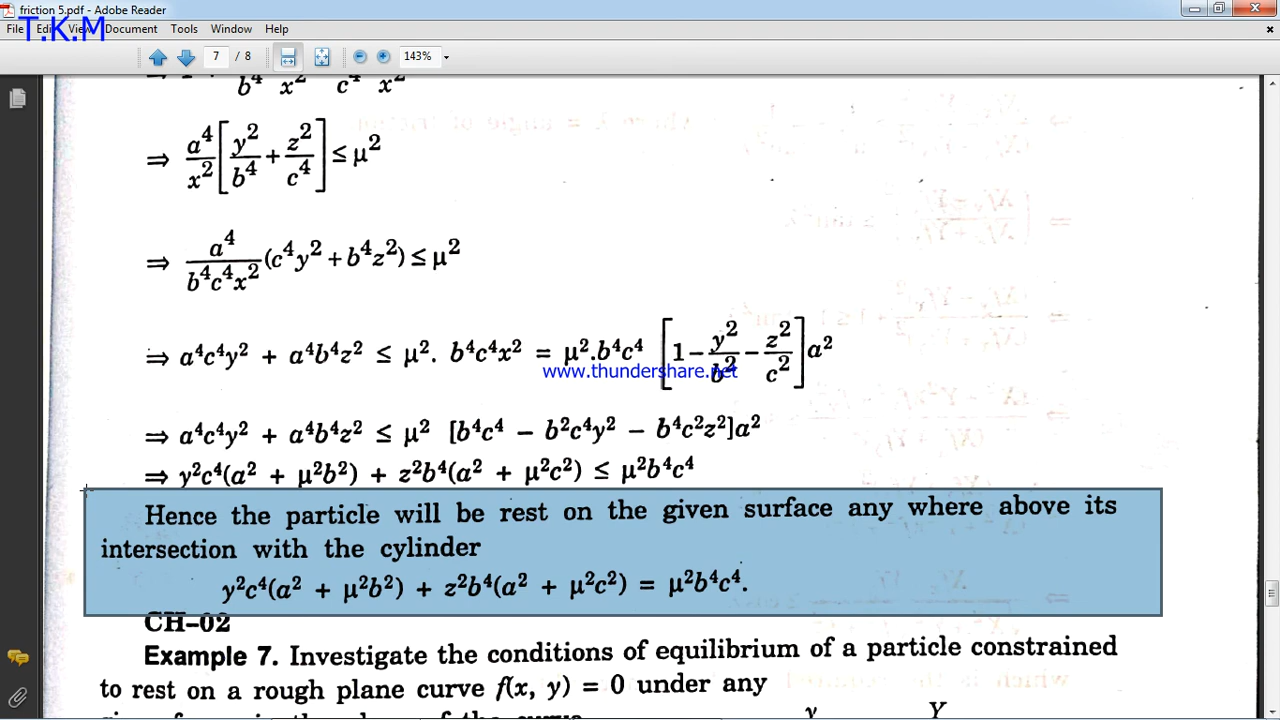 friction 5.pdf - Adobe Reader
File Edit View Document Tools Window Help
T.K.M
7 / 8 143%
b⁴ x² c⁴ x²
⇒ a⁴/x² [y²/b⁴ + z²/c⁴] ≤ μ²
⇒ a⁴/(b⁴c⁴x²) (c⁴y² + b⁴z²) ≤ μ²
⇒ a⁴c⁴y² + a⁴b⁴z² ≤ μ². b⁴c⁴x² = μ².b⁴c⁴ [1 − y²/b² − z²/c²] a²
www.thundershare.net
⇒ a⁴c⁴y² + a⁴b⁴z² ≤ μ² [b⁴c⁴ − b²c⁴y² − b⁴c²z²]a²
⇒ y²c⁴(a² + μ²b²) + z²b⁴(a² + μ²c²) ≤ μ²b⁴c⁴
Hence the particle will be rest on the given surface any where above its
intersection with the cylinder
y²c⁴(a² + μ²b²) + z²b⁴(a² + μ²c²) = μ²b⁴c⁴.
CH–02
Example 7. Investigate the conditions of equilibrium of a particle constrained
to rest on a rough plane curve f(x, y) = 0 under any
y Y